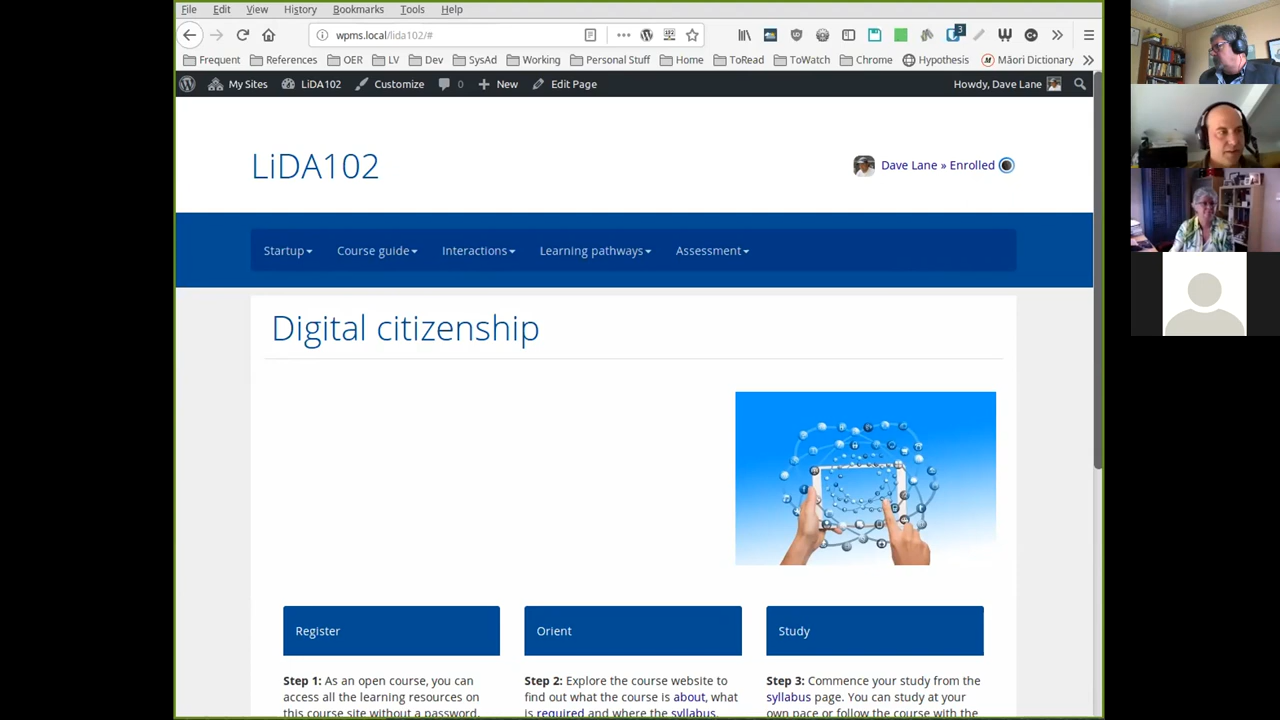 File Edit View History Bookmarks Tools Help
wpms.local/lida102/#
3
Frequent References OER LV Dev SysAd Working Personal Stuff Home ToRead ToWatch Chrome Hypothesis Māori Dictionary
My Sites LiDA102 Customize 0 New Edit Page Howdy, Dave Lane
LiDA102
Dave Lane » Enrolled
Startup Course guide Interactions Learning pathways Assessment
Digital citizenship
Register
Step 1: As an open course, you can
access all the learning resources on
this course site without a password.
Orient
Step 2: Explore the course website to
find out what the course is about, what
is required and where the syllabus.
Study
Step 3: Commence your study from the
syllabus page. You can study at your
own pace or follow the course with the